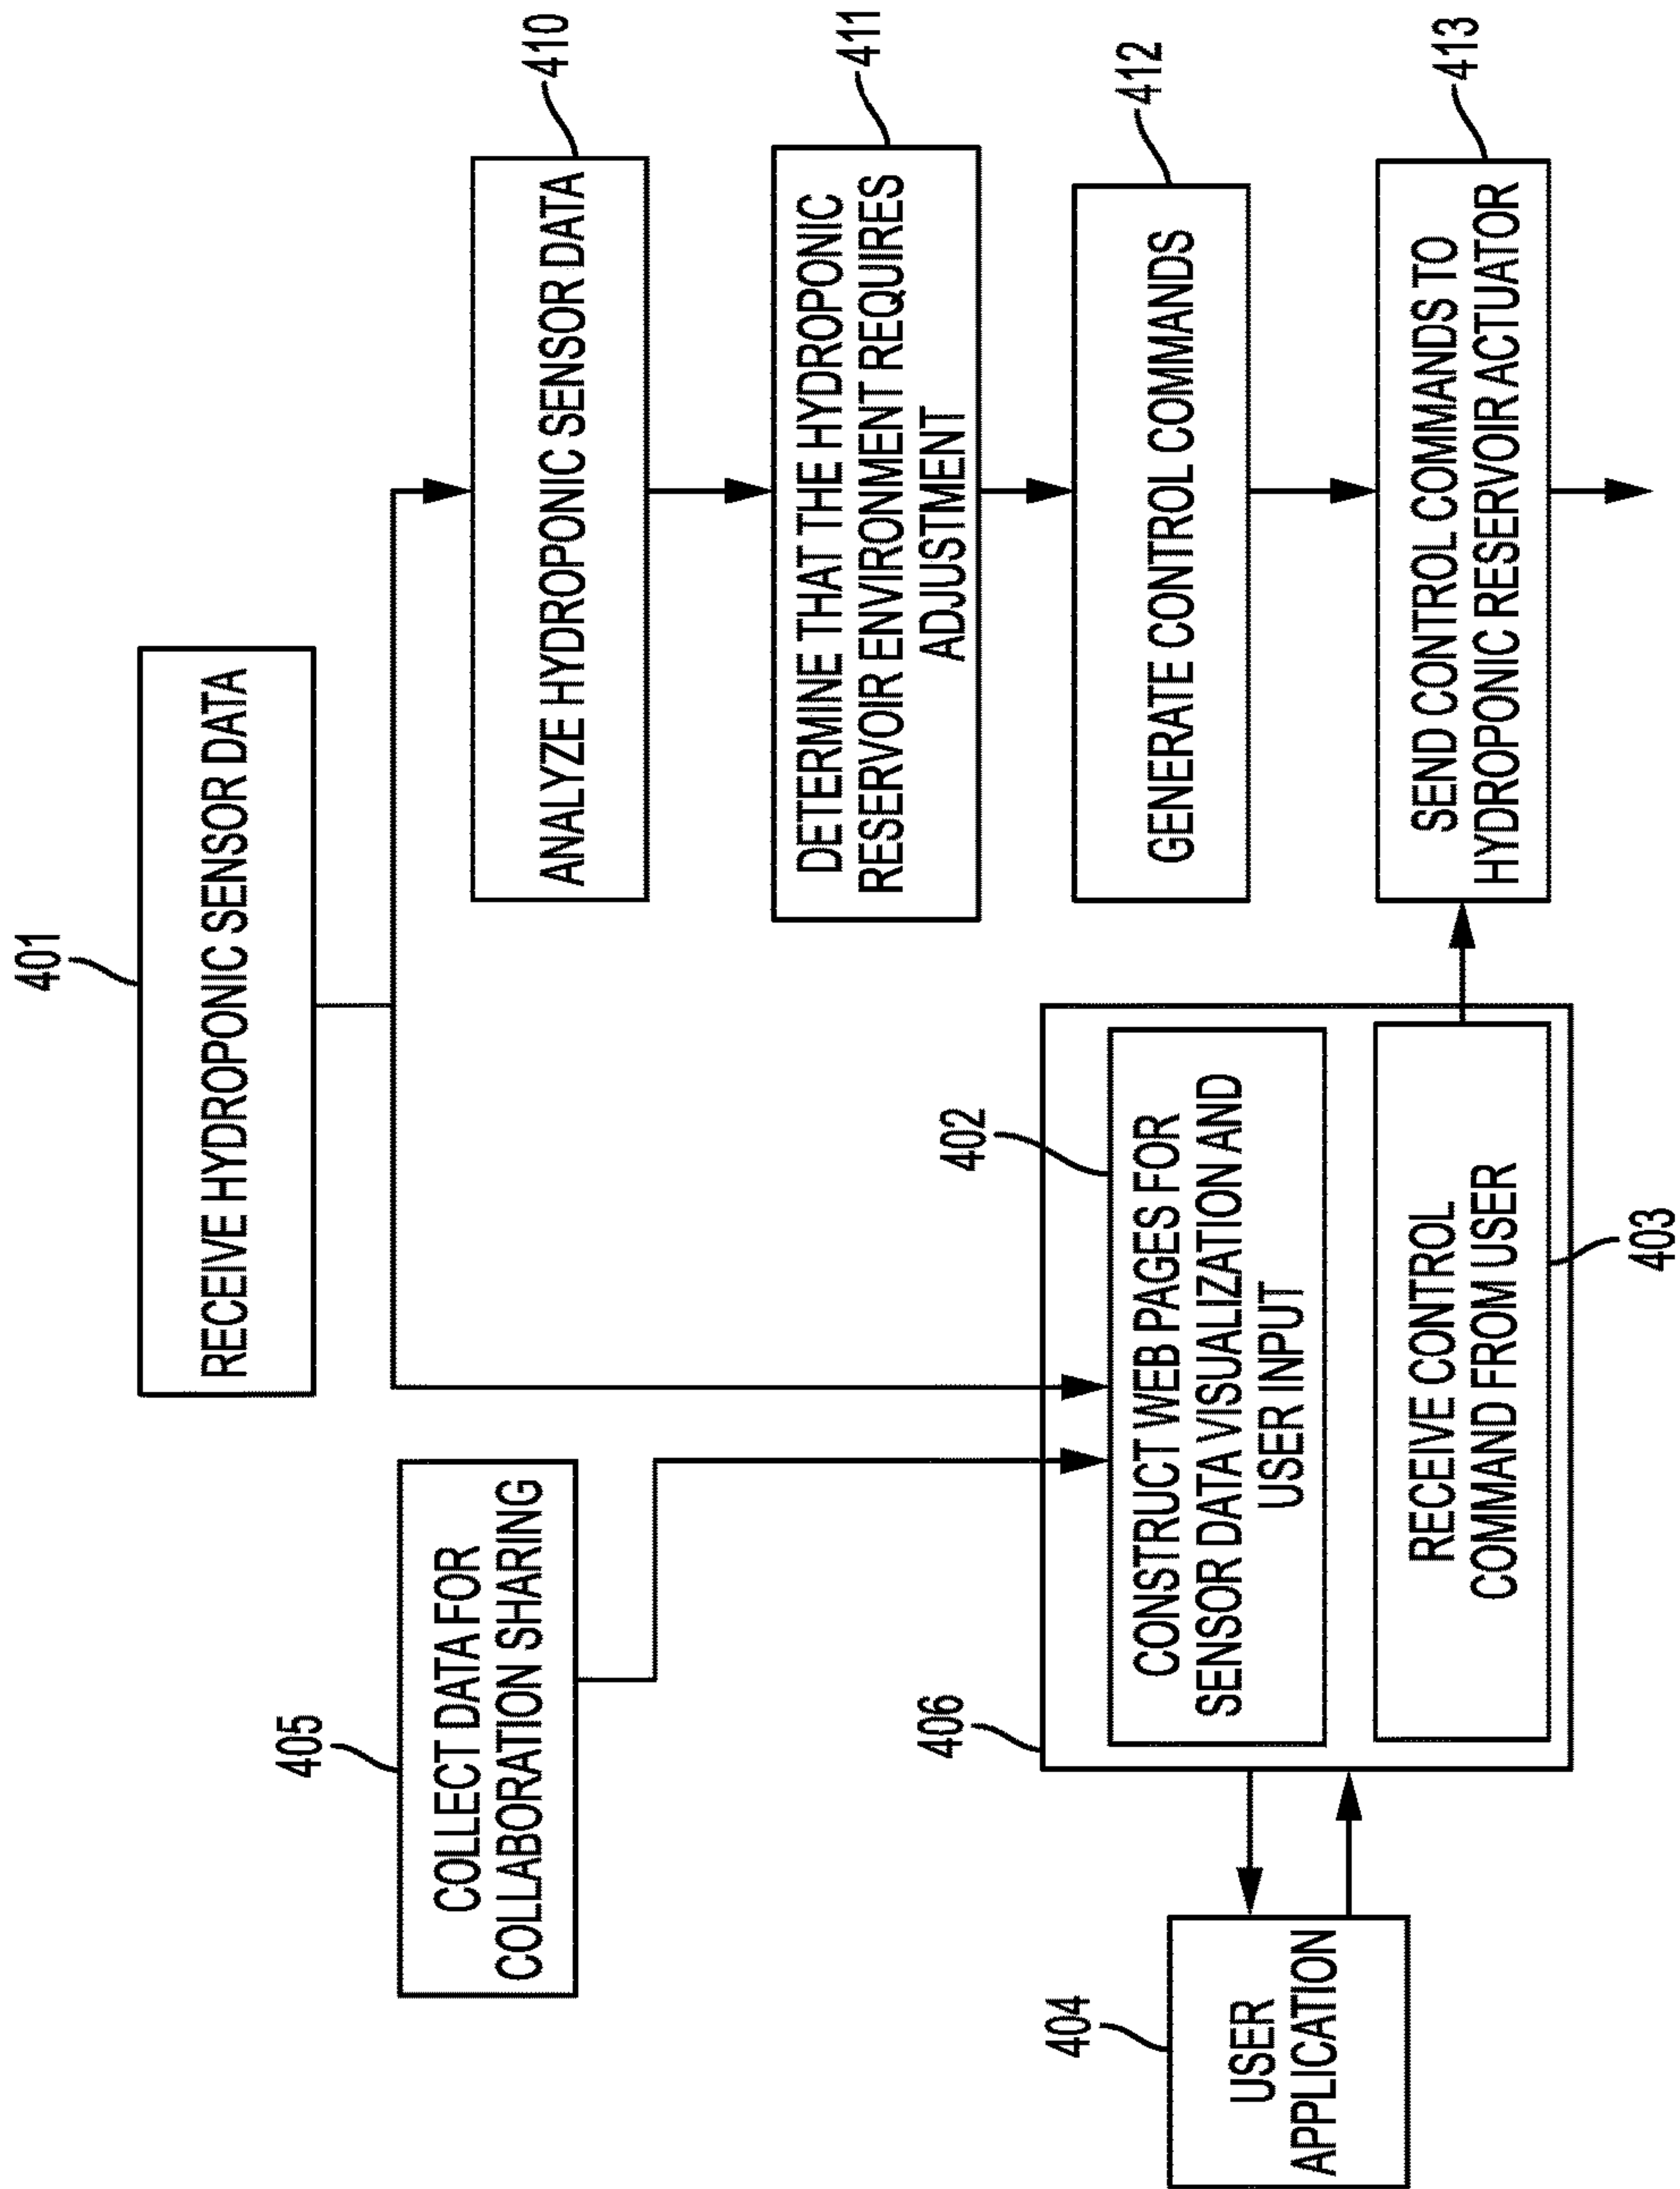 401
RECEIVE HYDROPONIC SENSOR DATA
405
COLLECT DATA FOR
COLLABORATION SHARING
410
ANALYZE HYDROPONIC SENSOR DATA
411
DETERMINE THAT THE HYDROPONIC
RESERVOIR ENVIRONMENT REQUIRES
ADJUSTMENT
404
USER
APPLICATION
406
402
CONSTRUCT WEB PAGES FOR
SENSOR DATA VISUALIZATION AND
USER INPUT
RECEIVE CONTROL
COMMAND FROM USER
403
412
GENERATE CONTROL COMMANDS
413
SEND CONTROL COMMANDS TO
HYDROPONIC RESERVOIR ACTUATOR